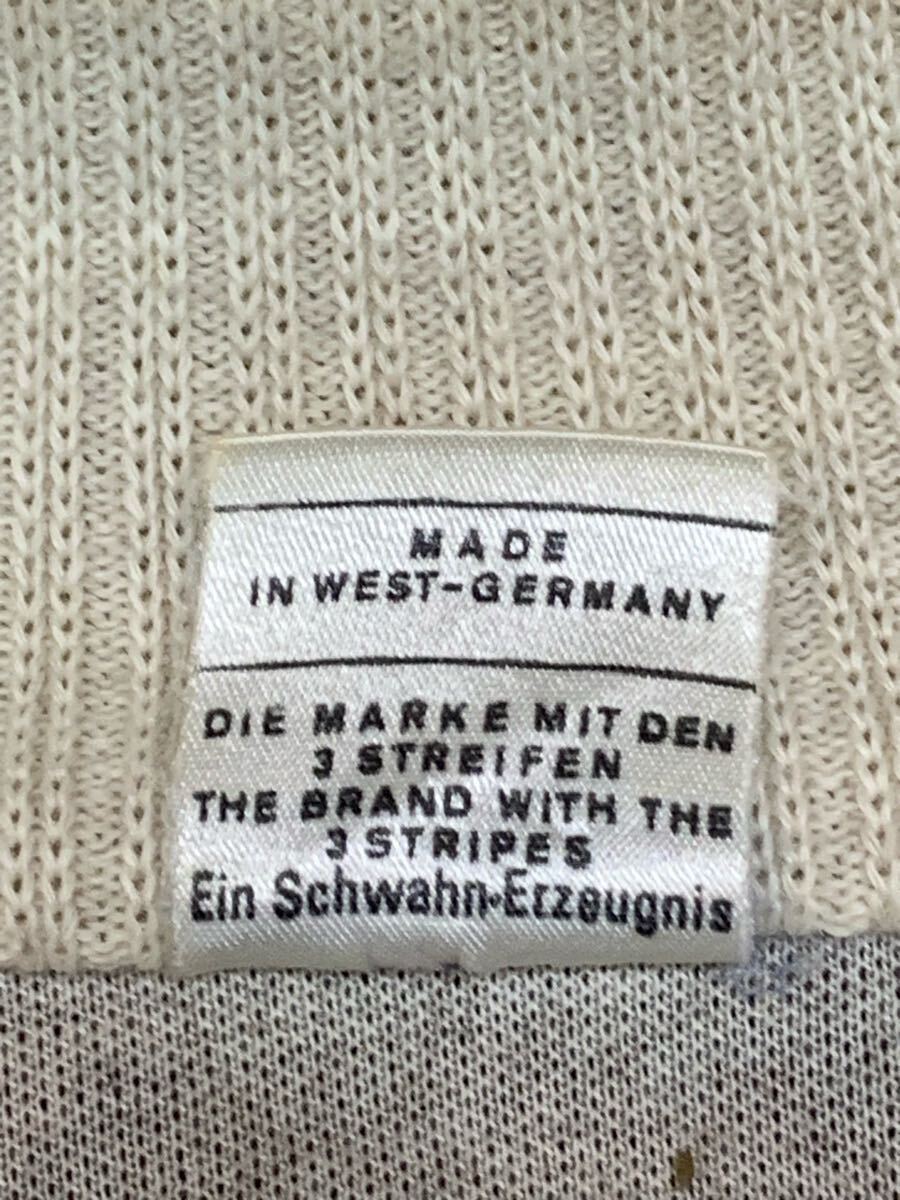 MADE
IN WEST-GERMANY
DIE MARKE MIT DEN
3 STREIFEN
THE BRAND WITH THE
3 STRIPES
Ein Schwahn-Erzeugnis